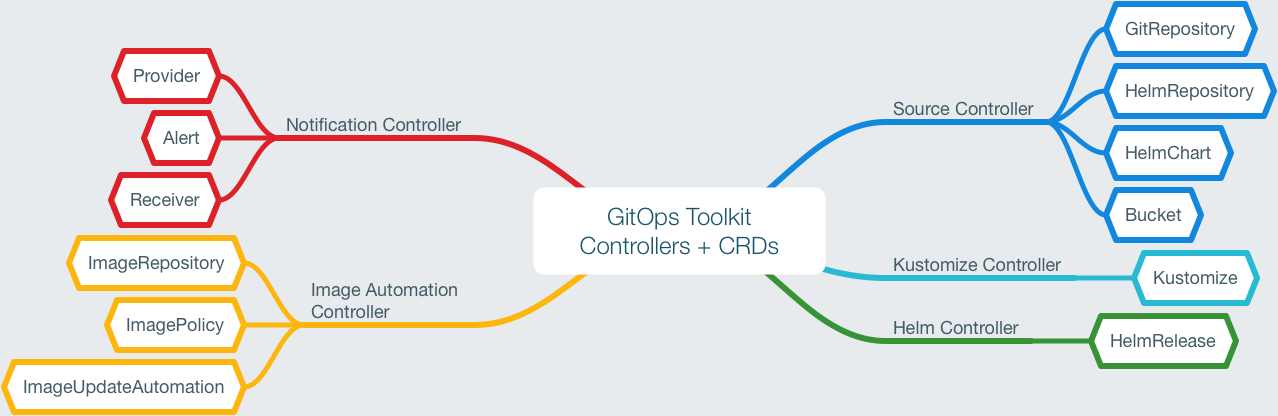 GitOps Toolkit
Controllers + CRDs
Notification Controller
Provider
Alert
Receiver
Image Automation
Controller
ImageRepository
ImagePolicy
ImageUpdateAutomation
Source Controller
GitRepository
HelmRepository
HelmChart
Bucket
Kustomize Controller
Kustomize
Helm Controller
HelmRelease